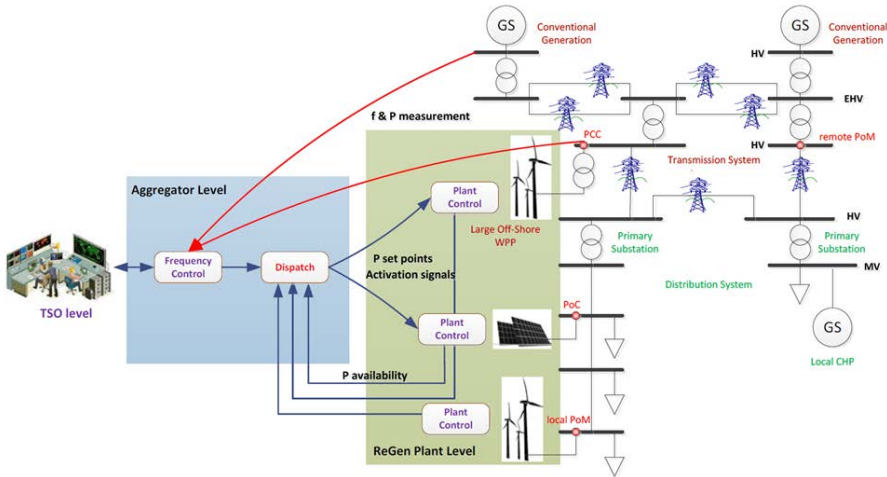 GS
Conventional
Generation
HV
GS
Conventional
Generation
EHV
f & P measurement
PCC
HV
remote PoM
Transmission System
Aggregator Level
Plant
Control
Large Off-Shore
WPP
HV
Primary
Substation
Primary
Substation
Frequency
Control
Dispatch
P set points
Activation signals
MV
TSO level
Distribution System
PoC
Plant
Control
GS
Local CHP
P availability
Plant
Control
local PoM
ReGen Plant Level